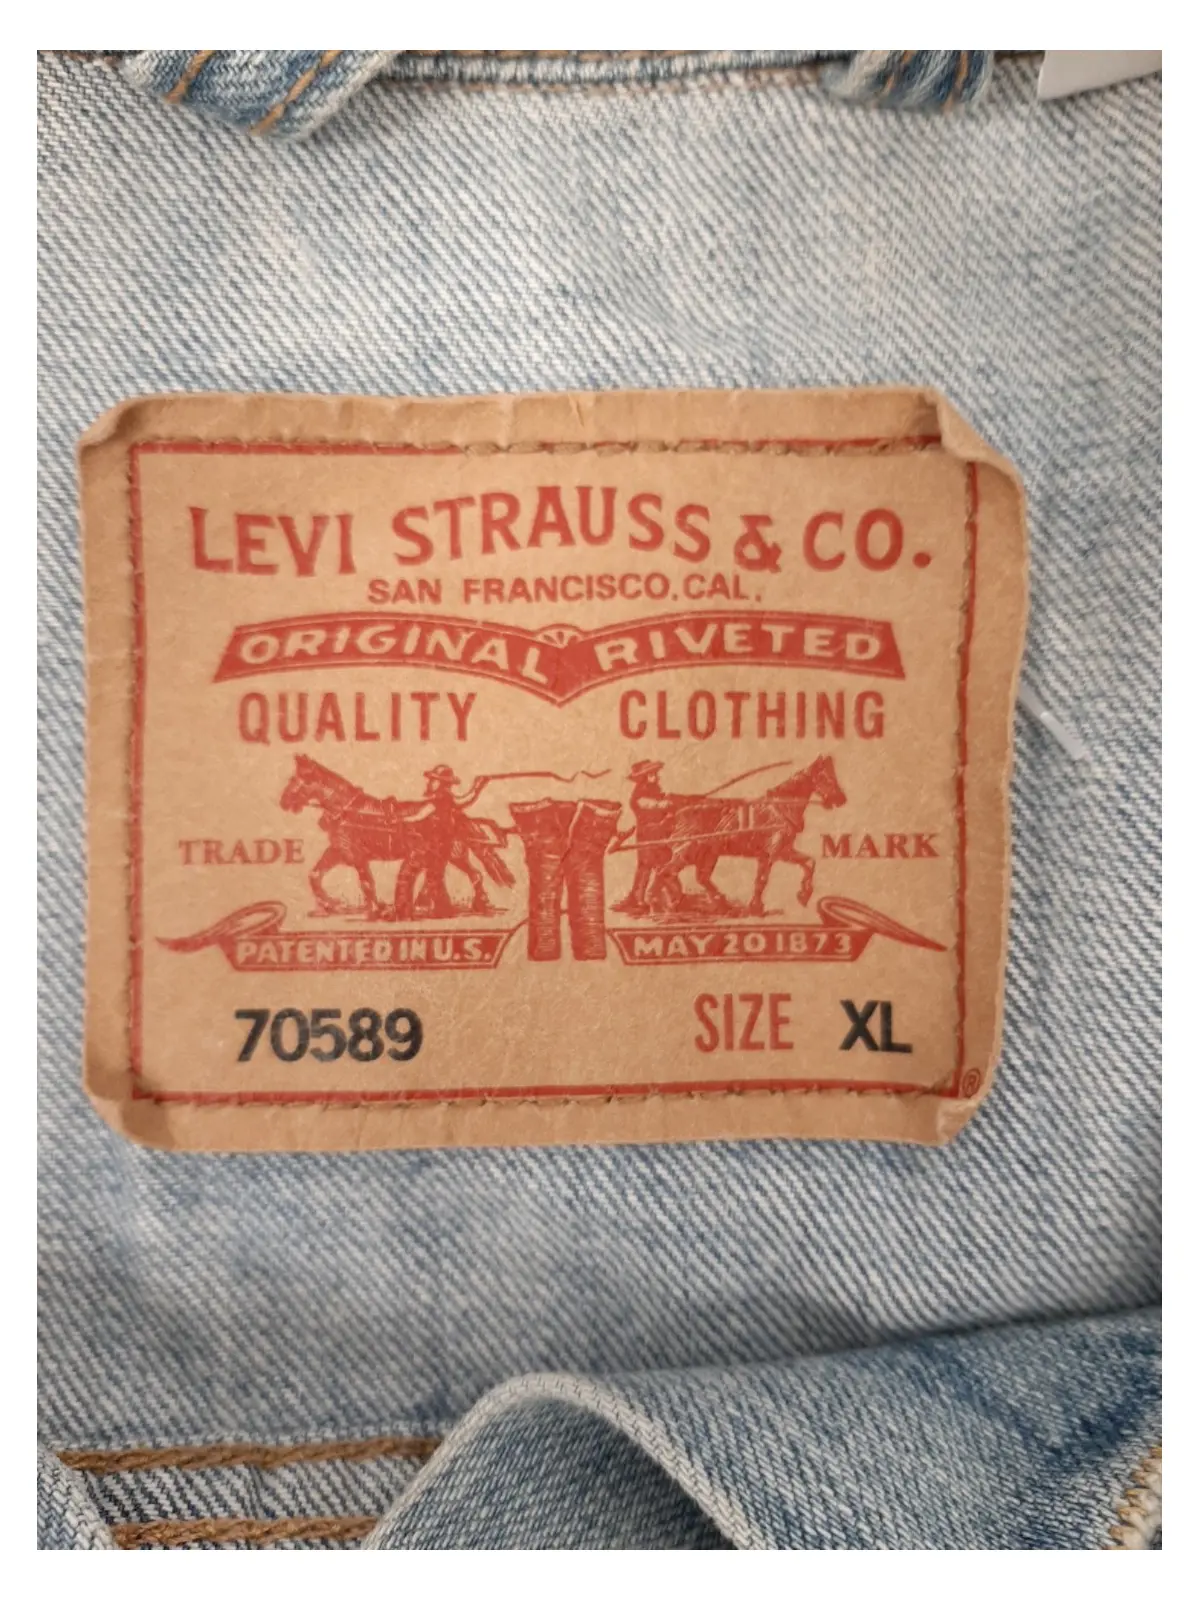 LEVI STRAUSS & CO.
SAN FRANCISCO, CAL.
ORIGINAL RIVETED
QUALITY CLOTHING
TRADE MARK
PATENTED IN U.S. MAY 20 1873
70589 SIZE XL
®